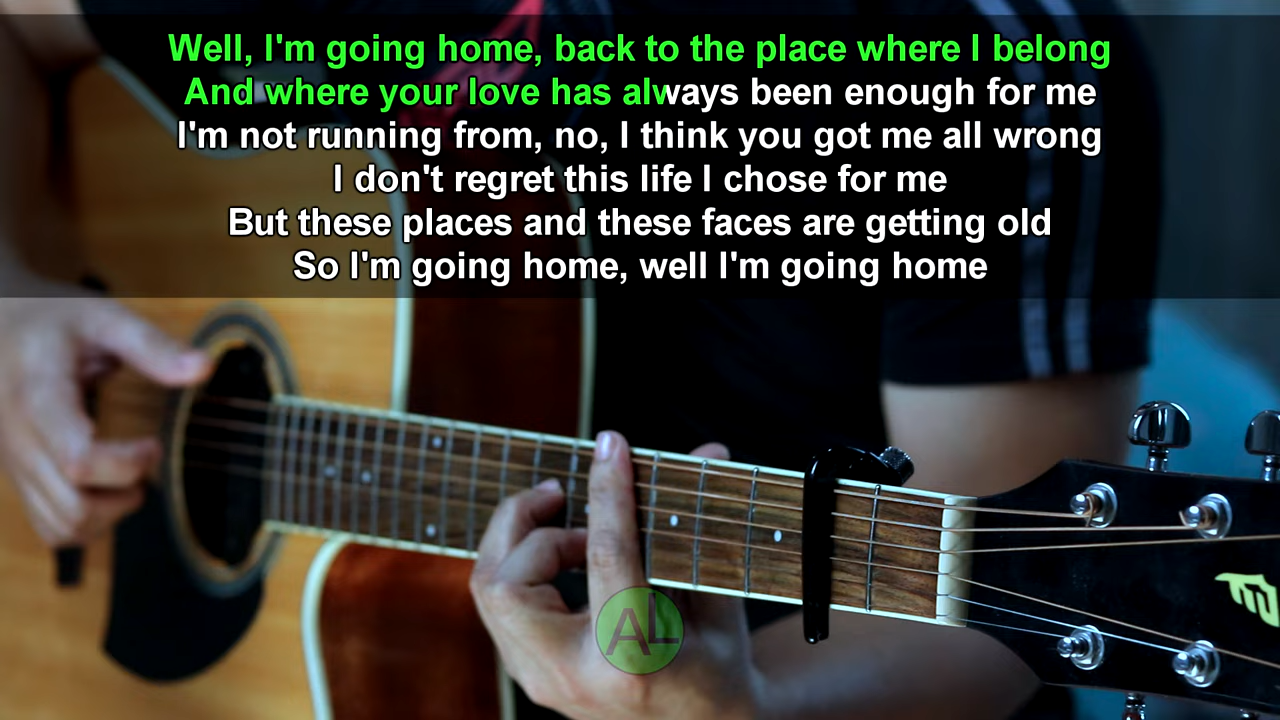 Well, I'm going home, back to the place where I belong
And where your love has always been enough for me
I'm not running from, no, I think you got me all wrong
I don't regret this life I chose for me
But these places and these faces are getting old
So I'm going home, well I'm going home
AL